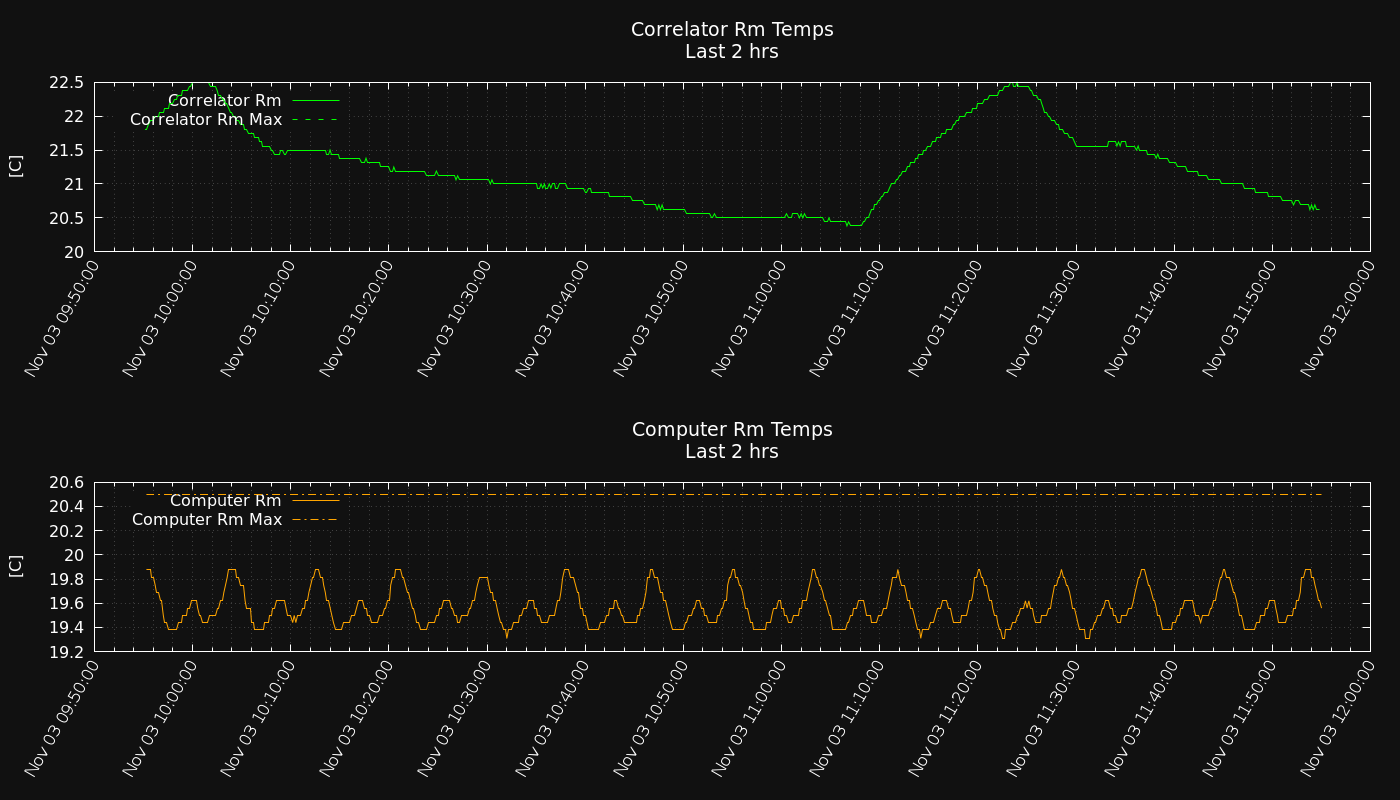 Correlator Rm Temps
Last 2 hrs
22.5
22
21.5
21
20.5
20
[C]
Correlator Rm
Correlator Rm Max
Nov 03 09:50:00
Nov 03 10:00:00
Nov 03 10:10:00
Nov 03 10:20:00
Nov 03 10:30:00
Nov 03 10:40:00
Nov 03 10:50:00
Nov 03 11:00:00
Nov 03 11:10:00
Nov 03 11:20:00
Nov 03 11:30:00
Nov 03 11:40:00
Nov 03 11:50:00
Nov 03 12:00:00
Computer Rm Temps
Last 2 hrs
20.6
20.4
20.2
20
19.8
19.6
19.4
19.2
[C]
Computer Rm
Computer Rm Max
Nov 03 09:50:00
Nov 03 10:00:00
Nov 03 10:10:00
Nov 03 10:20:00
Nov 03 10:30:00
Nov 03 10:40:00
Nov 03 10:50:00
Nov 03 11:00:00
Nov 03 11:10:00
Nov 03 11:20:00
Nov 03 11:30:00
Nov 03 11:40:00
Nov 03 11:50:00
Nov 03 12:00:00